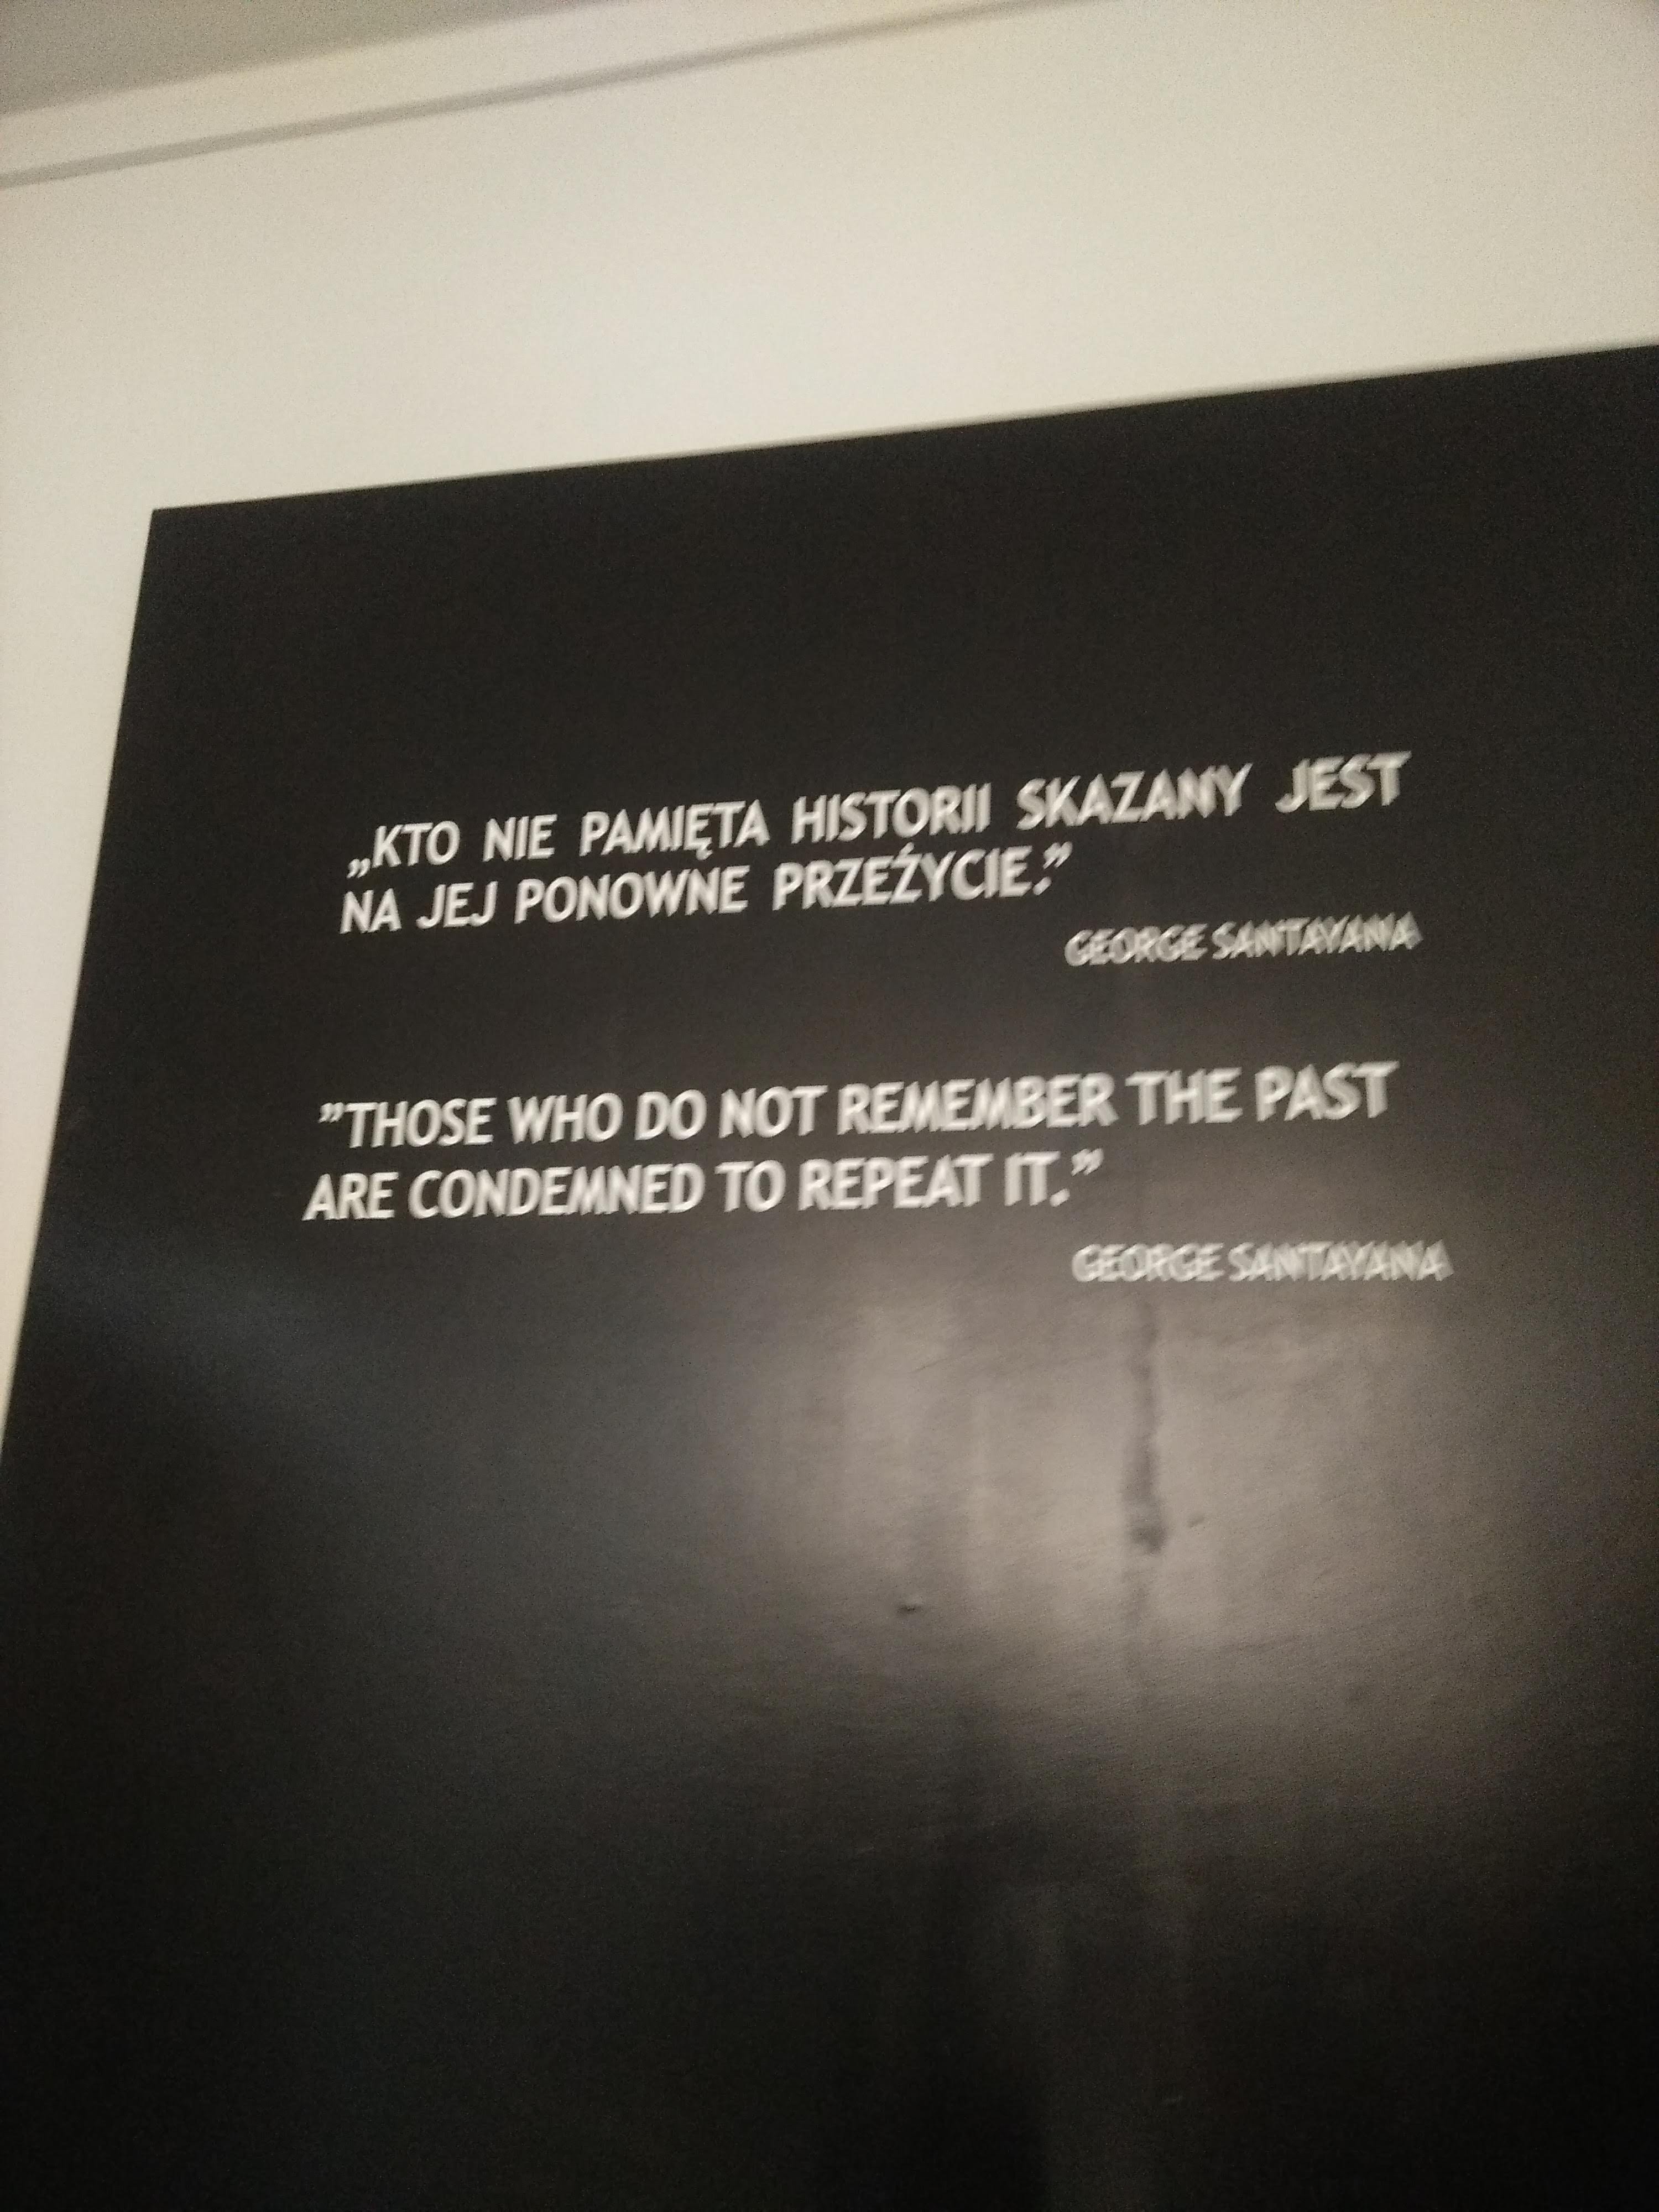 „KTO NIE PAMIĘTA HISTORII SKAZANY JEST
NA JEJ PONOWNE PRZEŻYCIE.”
GEORGE SANTAYANA
”THOSE WHO DO NOT REMEMBER THE PAST
ARE CONDEMNED TO REPEAT IT.”
GEORGE SANTAYANA